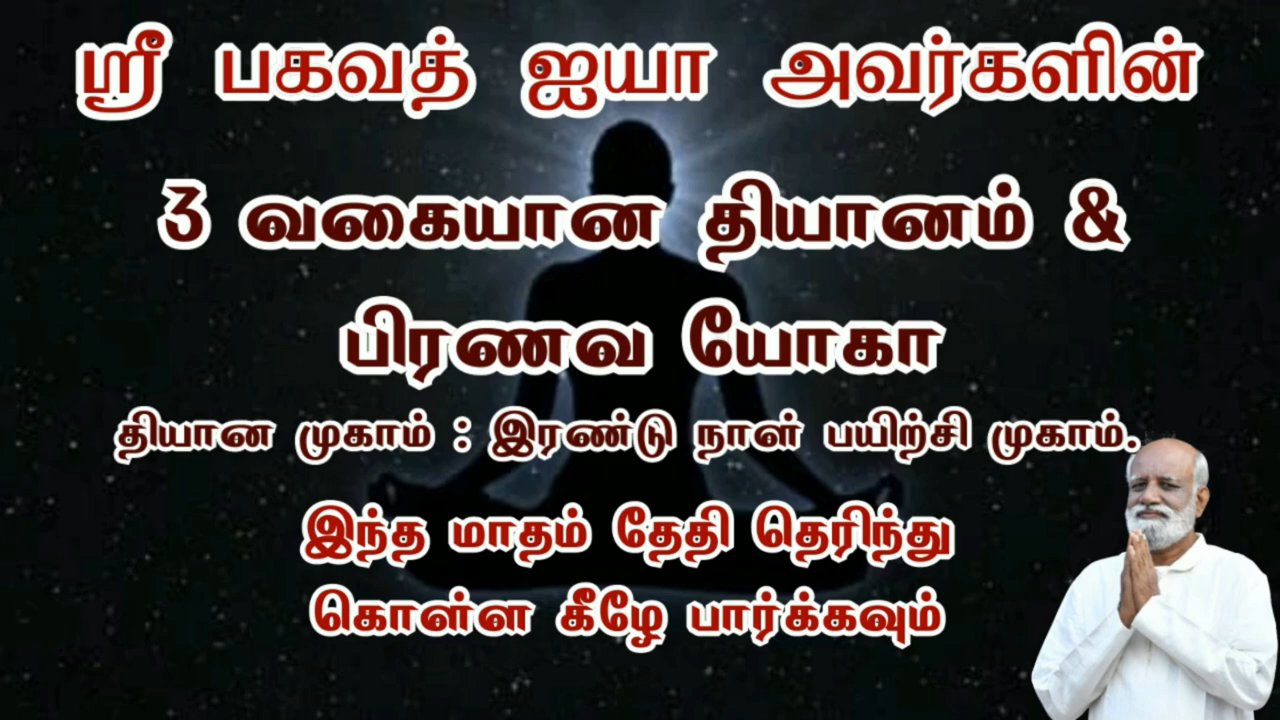 ஸ்ரீ பகவத் ஐயா அவர்களின்
3 வகையான தியானம் &
பிரணவ யோகா
தியான முகாம் : இரண்டு நாள் பயிற்சி முகாம்.
இந்த மாதம் தேதி தெரிந்து
கொள்ள கீழே பார்க்கவும்